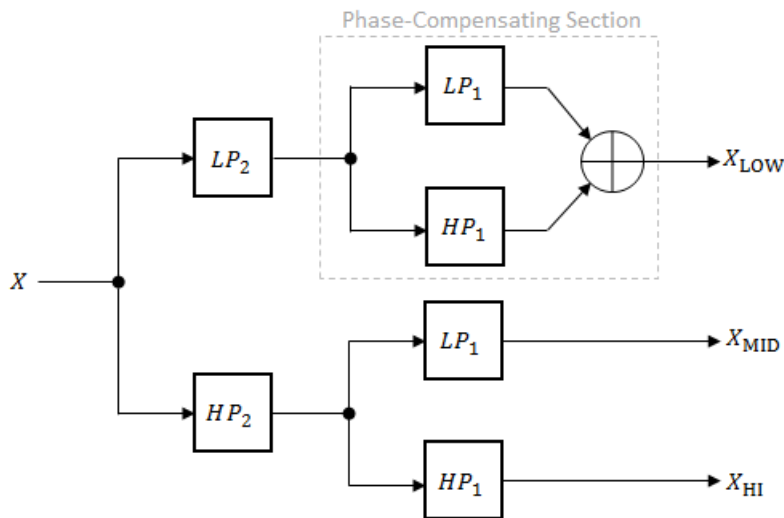 Phase-Compensating Section
LP₁
LP₂
X_LOW
HP₁
X
LP₁
X_MID
HP₂
HP₁
X_HI